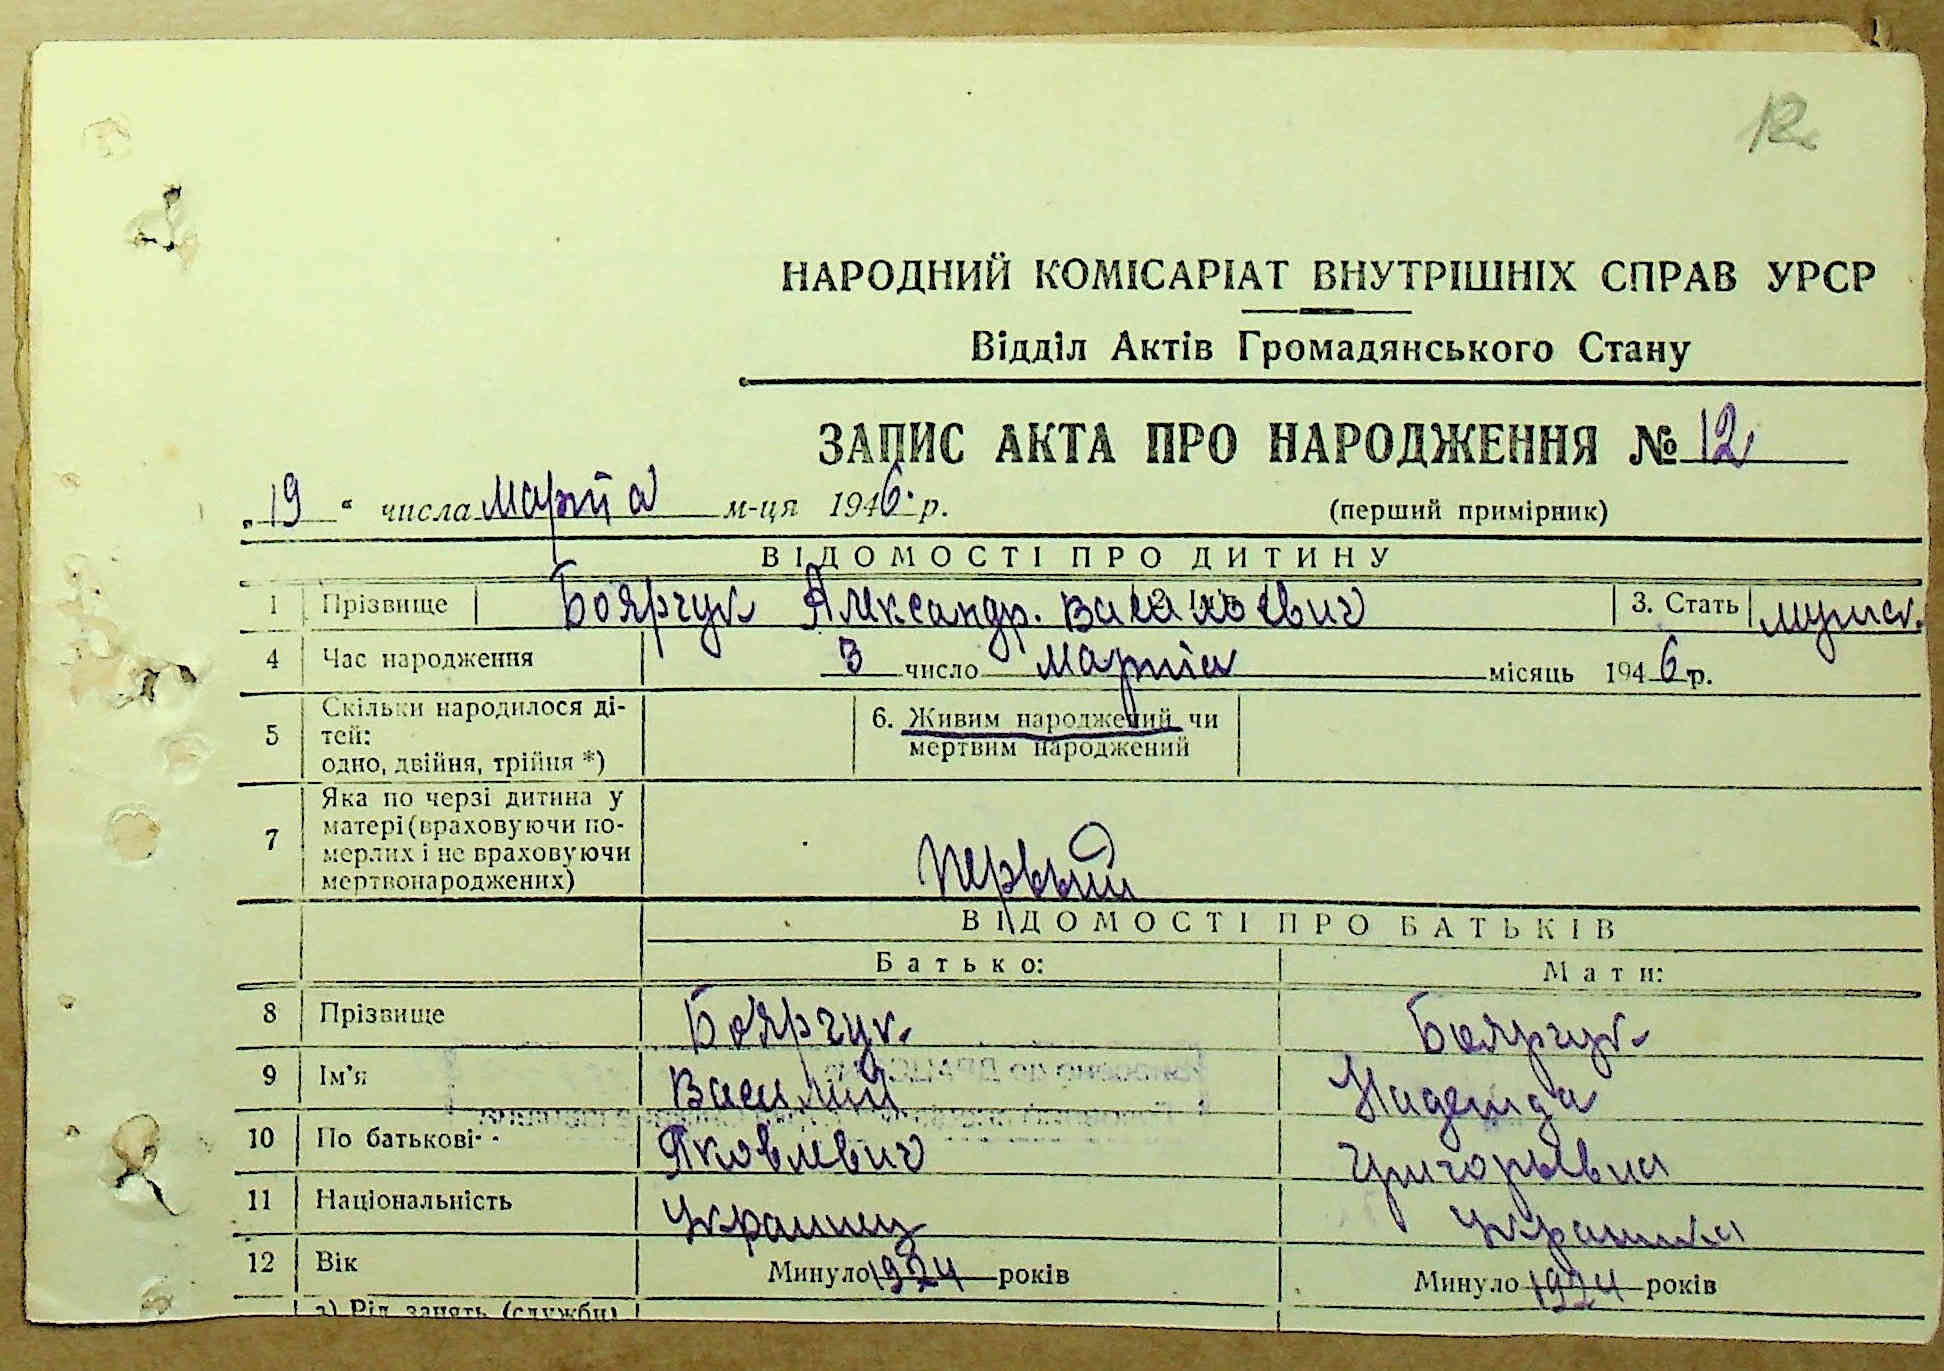 12
НАРОДНИЙ КОМІСАРІАТ ВНУТРІШНІХ СПРАВ УРСР
Відділ Актів Громадянського Стану
ЗАПИС АКТА ПРО НАРОДЖЕННЯ № 12
„19“ числа марта м-ця 1946 р.
(перший примірник)
ВІДОМОСТІ ПРО ДИТИНУ
1 Прізвище Боярчук Александр Васильевич 3. Стать мужск.
4 Час народження 3 число марта місяць 1946 р.
5 Скільки народилося ді-
тей:
одно, двійня, трійня *)
6. Живим народжений чи
мертвим народжений
7 Яка по черзі дитина у
матері (враховуючи по-
мерлих і не враховуючи
мертвонароджених)
первый
ВІДОМОСТІ ПРО БАТЬКІВ
Батько: Мати:
8 Прізвище Боярчук Боярчук
9 Ім'я Василий Надежда
10 По батькові Яковлевич Григорьевна
11 Національність Украинец Украинка
12 Вік Минуло 1924 років Минуло 1924 років
а) Рід занять (служби)